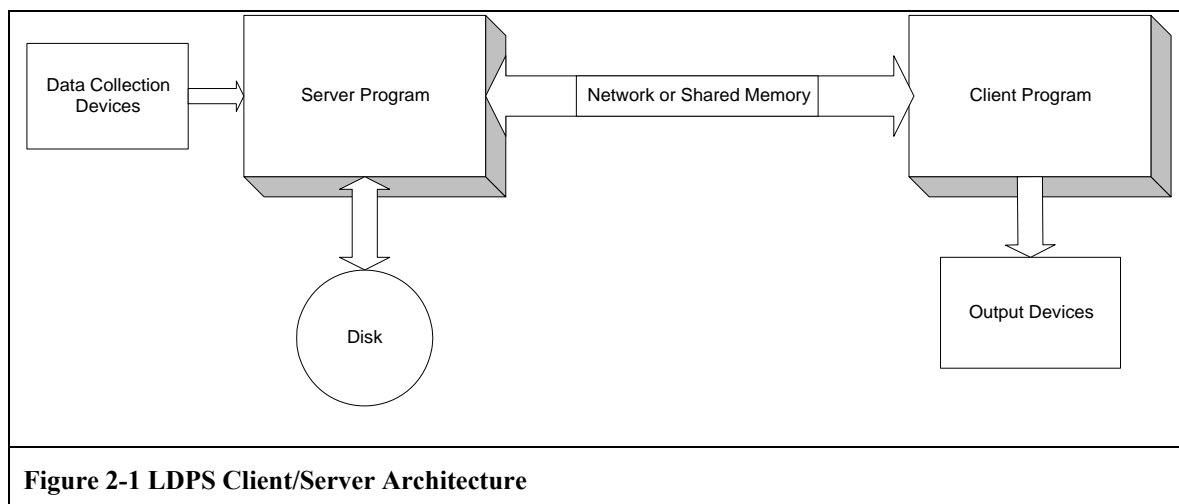 Data Collection
Devices
Server Program
Network or Shared Memory
Client Program
Disk
Output Devices
Figure 2-1 LDPS Client/Server Architecture